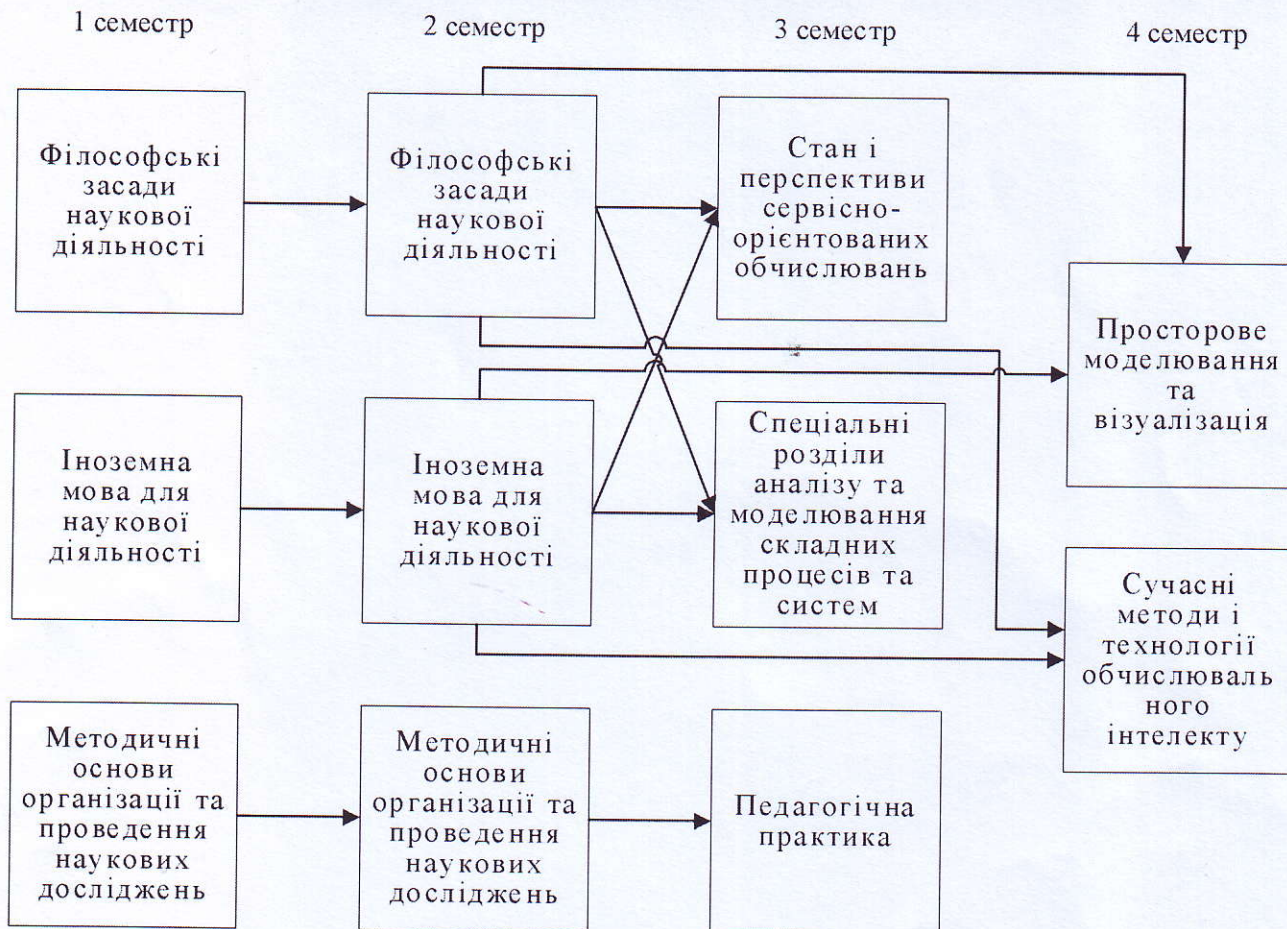 1 семестр
2 семестр
3 семестр
4 семестр
Філософські
засади
наукової
діяльності
Філософські
засади
наукової
діяльності
Стан і
перспективи
сервісно-
орієнтованих
обчислювань
Просторове
моделювання
та
візуалізація
Іноземна
мова для
наукової
діяльності
Іноземна
мова для
наукової
діяльності
Спеціальні
розділи
аналізу та
моделювання
складних
процесів та
систем
Сучасні
методи і
технології
обчислюваль
ного
інтелекту
Методичні
основи
організації та
проведення
наукових
досліджень
Методичні
основи
організації та
проведення
наукових
досліджень
Педагогічна
практика